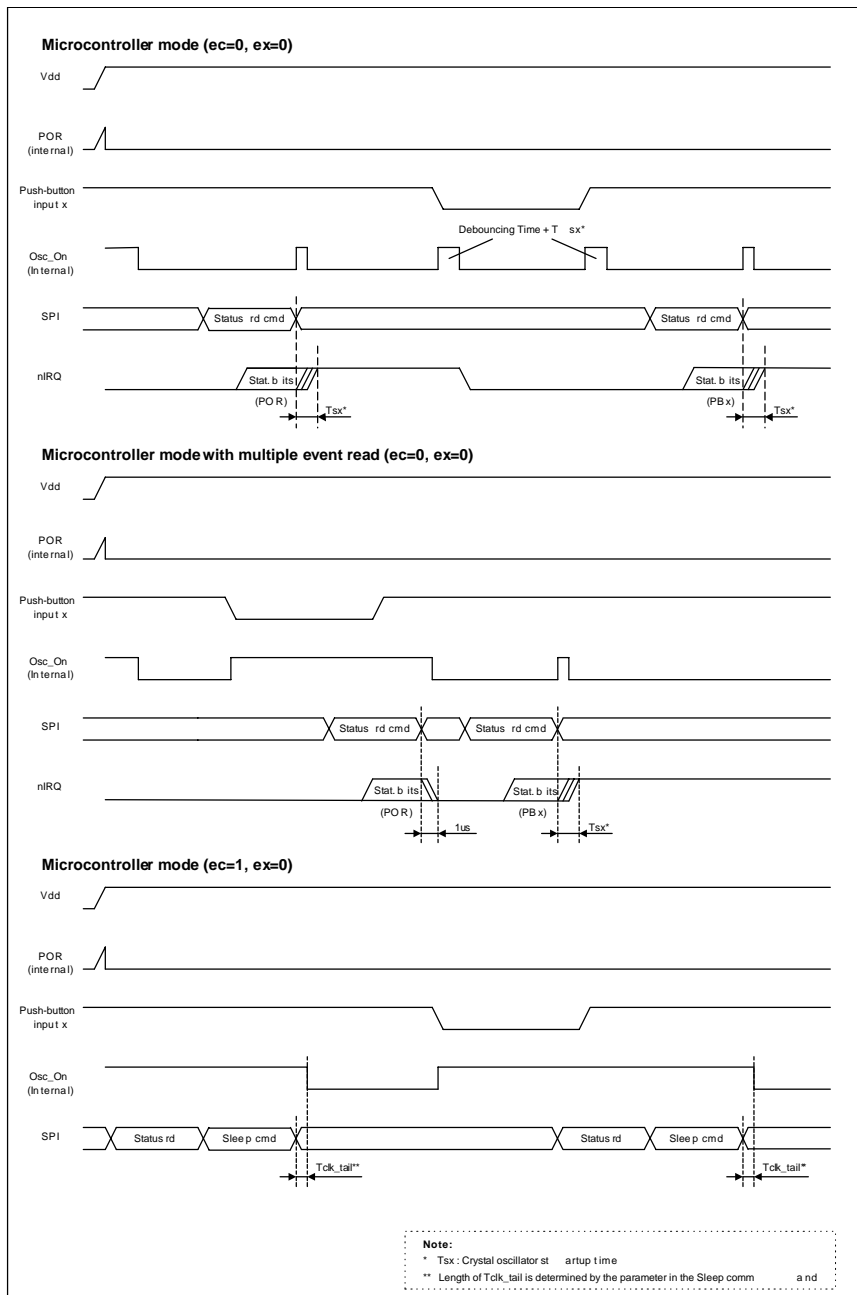 Microcontroller mode (ec=0, ex=0)
Vdd
POR
(internal)
Push-button
input x
Debouncing Time + T sx*
Osc_On
(Internal)
SPI
Status rd cmd
Status rd cmd
nIRQ
Stat. bits
Stat. bits
(POR)
(PBx)
Tsx*
Tsx*
Microcontroller mode with multiple event read (ec=0, ex=0)
Vdd
POR
(internal)
Push-button
input x
Osc_On
(Internal)
SPI
Status rd cmd
Status rd cmd
nIRQ
Stat. bits
Stat. bits
(POR)
(PBx)
1us
Tsx*
Microcontroller mode (ec=1, ex=0)
Vdd
POR
(internal)
Push-button
input x
Osc_On
(Internal)
SPI
Status rd
Sleep cmd
Status rd
Sleep cmd
Tclk_tail**
Tclk_tail*
Note:
* Tsx : Crystal oscillator st artup time
** Length of Tclk_tail is determined by the parameter in the Sleep comm and